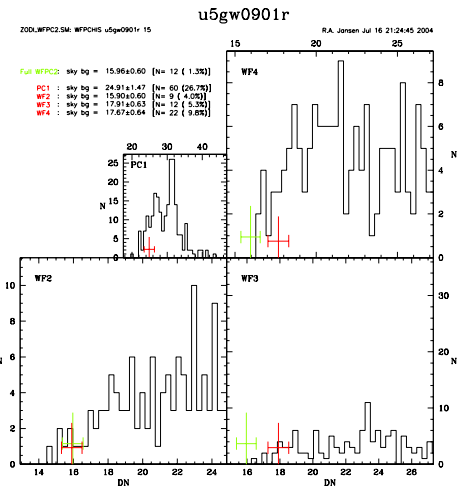 u5gw0901r
ZODI_WFPC2.SM: WFPCHIS u5gw0901r 15
R.A. Jansen Jul 16 21:24:45 2004
Full WFPC2: sky bg = 15.96±0.60 [N= 12 ( 1.3%)]
PC1 : sky bg = 24.91±1.47 [N= 60 (26.7%)]
WF2 : sky bg = 15.90±0.60 [N= 9 ( 4.0%)]
WF3 : sky bg = 17.91±0.63 [N= 12 ( 5.3%)]
WF4 : sky bg = 17.67±0.64 [N= 22 ( 9.8%)]
15 20 25
WF4
8
6
N
4
2
0
20 30 40
PC1
25
20
15
N
10
5
0
WF2
10
8
6
4
2
0
14 16 18 20 22 24
DN
WF3
30
N
20
10
0
16 18 20 22 24 26
DN